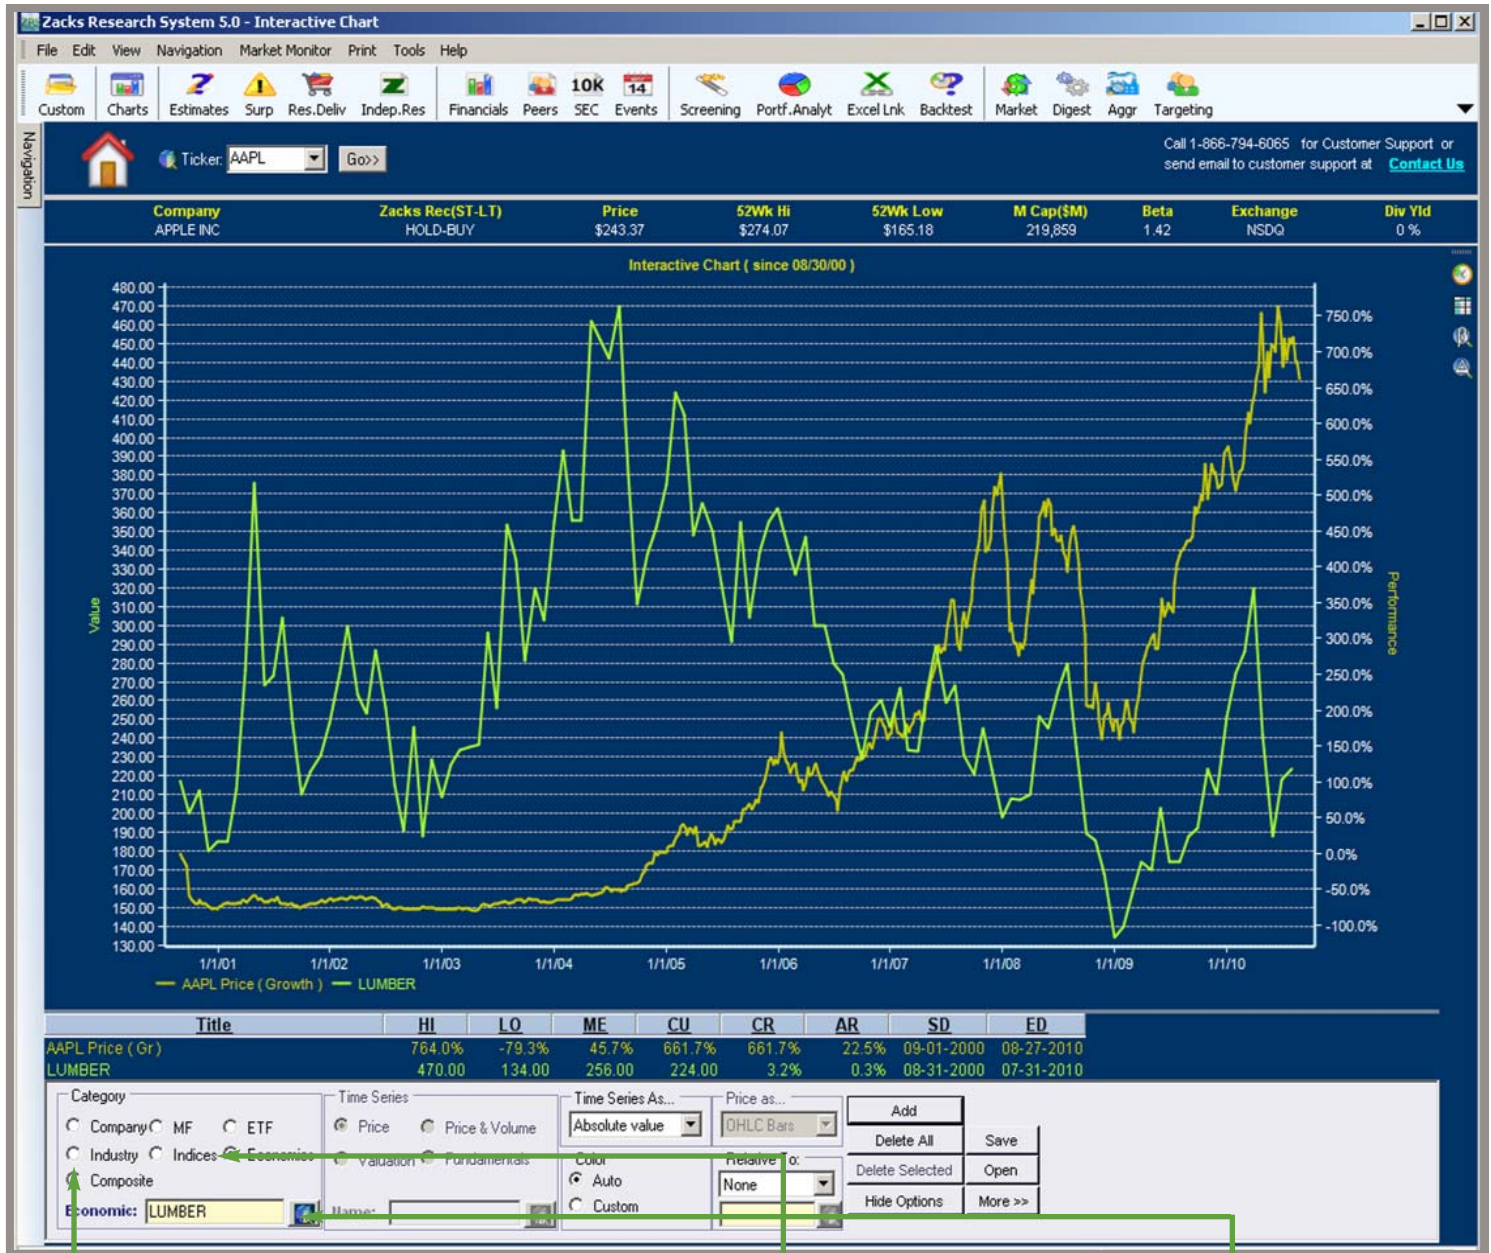 Zacks Research System 5.0 - Interactive Chart
File Edit View Navigation Market Monitor Print Tools Help
10K 14
Custom Charts Estimates Surp Res.Deliv Indep.Res Financials Peers SEC Events Screening Portf.Analyt Excel Lnk Backtest Market Digest Aggr Targeting
Navigation
Ticker: AAPL Go>>
Call 1-866-794-6065 for Customer Support or
send email to customer support at Contact Us
Company Zacks Rec(ST-LT) Price 52Wk Hi 52Wk Low M Cap($M) Beta Exchange Div Yld
APPLE INC HOLD-BUY $243.37 $274.07 $165.18 219,859 1.42 NSDQ 0 %
Interactive Chart ( since 08/30/00 )
480.00
470.00
460.00
450.00
440.00
430.00
420.00
410.00
400.00
390.00
380.00
370.00
360.00
350.00
340.00
330.00
320.00
310.00
300.00
290.00
280.00
270.00
260.00
250.00
240.00
230.00
220.00
210.00
200.00
190.00
180.00
170.00
160.00
150.00
140.00
130.00
Value
750.0%
700.0%
650.0%
600.0%
550.0%
500.0%
450.0%
400.0%
350.0%
300.0%
250.0%
200.0%
150.0%
100.0%
50.0%
0.0%
-50.0%
-100.0%
Performance
1/1/01 1/1/02 1/1/03 1/1/04 1/1/05 1/1/06 1/1/07 1/1/08 1/1/09 1/1/10
AAPL Price ( Growth ) LUMBER
Title HI LO ME CU CR AR SD ED
AAPL Price ( Gr ) 764.0% -79.3% 45.7% 661.7% 661.7% 22.5% 09-01-2000 08-27-2010
LUMBER 470.00 134.00 256.00 224.00 3.2% 0.3% 08-31-2000 07-31-2010
Category
Company MF ETF
Industry Indices Economics
Composite
Economic: LUMBER
Time Series
Price Price & Volume
Valuation Fundamentals
Name:
Time Series As...
Absolute value
Color
Auto
Custom
Price as...
OHLC Bars
Relative To:
None
Add
Delete All Save
Delete Selected Open
Hide Options More >>